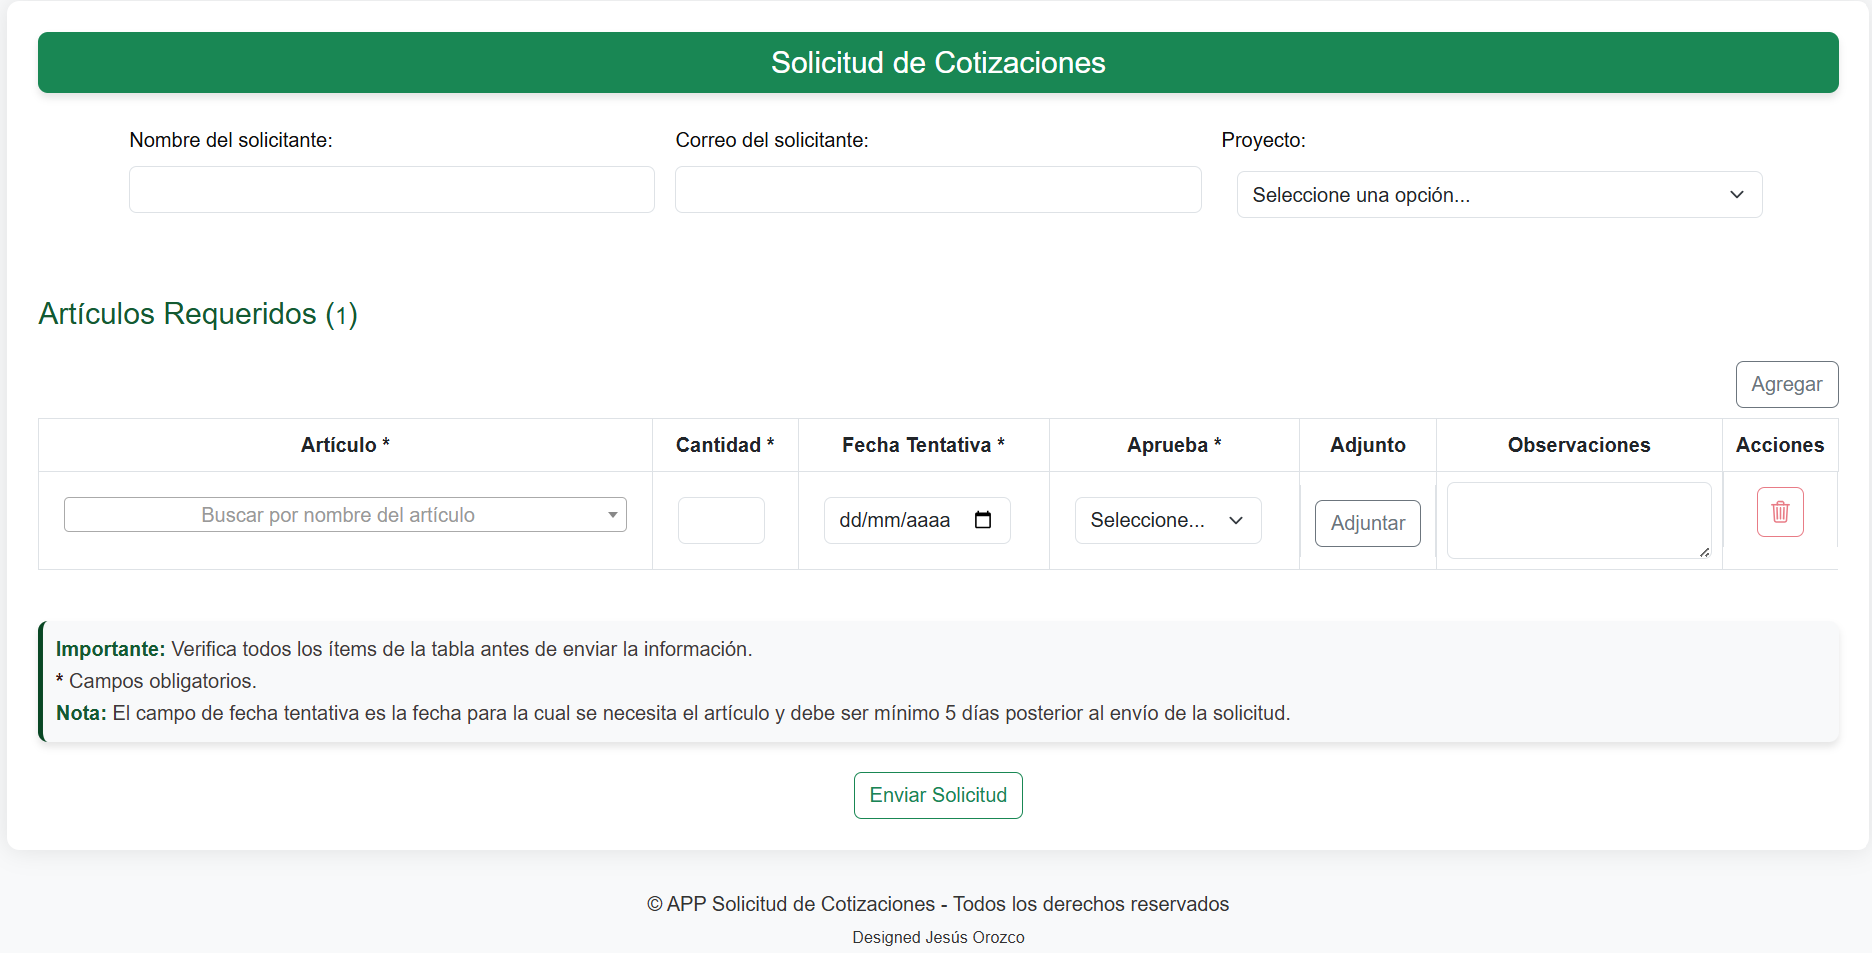 Solicitud de Cotizaciones
Nombre del solicitante: Correo del solicitante: Proyecto:
Seleccione una opción...
Artículos Requeridos (1)
Agregar
Artículo * Cantidad * Fecha Tentativa * Aprueba * Adjunto Observaciones Acciones
Buscar por nombre del artículo dd/mm/aaaa Seleccione... Adjuntar
Importante: Verifica todos los ítems de la tabla antes de enviar la información.
* Campos obligatorios.
Nota: El campo de fecha tentativa es la fecha para la cual se necesita el artículo y debe ser mínimo 5 días posterior al envío de la solicitud.
Enviar Solicitud
© APP Solicitud de Cotizaciones - Todos los derechos reservados
Designed Jesús Orozco